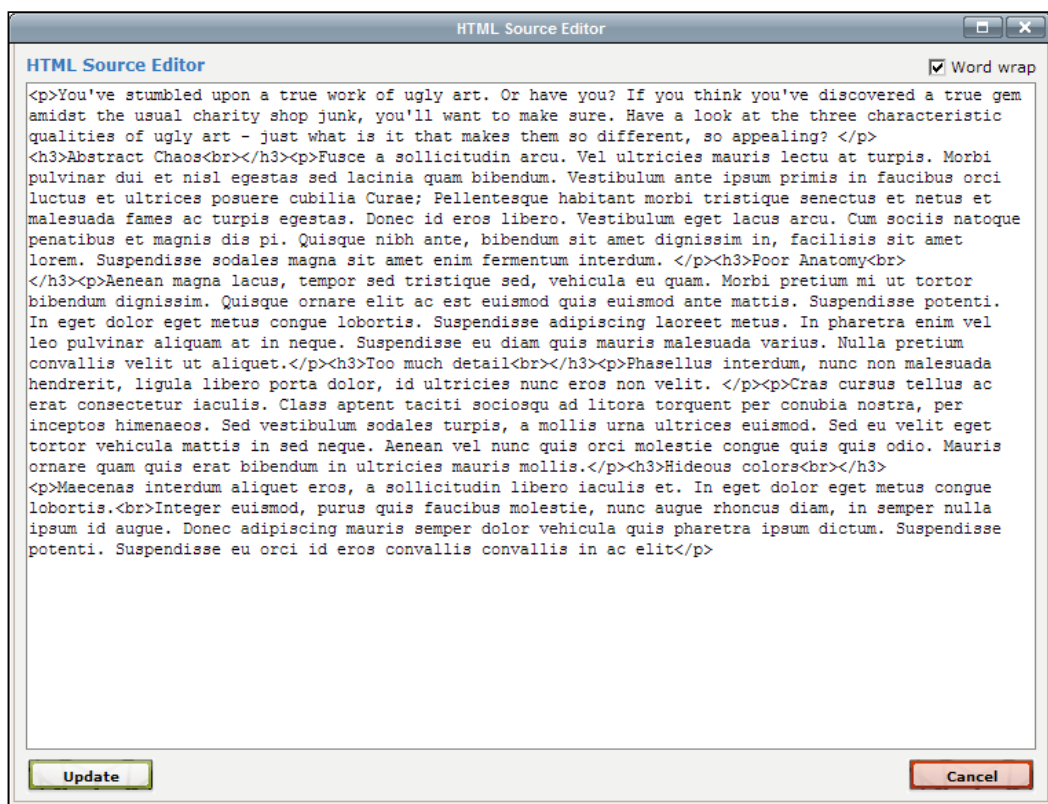 HTML Source Editor
HTML Source Editor
Word wrap
<p>You've stumbled upon a true work of ugly art. Or have you? If you think you've discovered a true gem
amidst the usual charity shop junk, you'll want to make sure. Have a look at the three characteristic
qualities of ugly art - just what is it that makes them so different, so appealing? </p>
<h3>Abstract Chaos<br></h3><p>Fusce a sollicitudin arcu. Vel ultricies mauris lectu at turpis. Morbi
pulvinar dui et nisl egestas sed lacinia quam bibendum. Vestibulum ante ipsum primis in faucibus orci
luctus et ultrices posuere cubilia Curae; Pellentesque habitant morbi tristique senectus et netus et
malesuada fames ac turpis egestas. Donec id eros libero. Vestibulum eget lacus arcu. Cum sociis natoque
penatibus et magnis dis pi. Quisque nibh ante, bibendum sit amet dignissim in, facilisis sit amet
lorem. Suspendisse sodales magna sit amet enim fermentum interdum. </p><h3>Poor Anatomy<br>
</h3><p>Aenean magna lacus, tempor sed tristique sed, vehicula eu quam. Morbi pretium mi ut tortor
bibendum dignissim. Quisque ornare elit ac est euismod quis euismod ante mattis. Suspendisse potenti.
In eget dolor eget metus congue lobortis. Suspendisse adipiscing laoreet metus. In pharetra enim vel
leo pulvinar aliquam at in neque. Suspendisse eu diam quis mauris malesuada varius. Nulla pretium
convallis velit ut aliquet.</p><h3>Too much detail<br></h3><p>Phasellus interdum, nunc non malesuada
hendrerit, ligula libero porta dolor, id ultricies nunc eros non velit. </p><p>Cras cursus tellus ac
erat consectetur iaculis. Class aptent taciti sociosqu ad litora torquent per conubia nostra, per
inceptos himenaeos. Sed vestibulum sodales turpis, a mollis urna ultrices euismod. Sed eu velit eget
tortor vehicula mattis in sed neque. Aenean vel nunc quis orci molestie congue quis quis odio. Mauris
ornare quam quis erat bibendum in ultricies mauris mollis.</p><h3>Hideous colors<br></h3>
<p>Maecenas interdum aliquet eros, a sollicitudin libero iaculis et. In eget dolor eget metus congue
lobortis.<br>Integer euismod, purus quis faucibus molestie, nunc augue rhoncus diam, in semper nulla
ipsum id augue. Donec adipiscing mauris semper dolor vehicula quis pharetra ipsum dictum. Suspendisse
potenti. Suspendisse eu orci id eros convallis convallis in ac elit</p>
Update
Cancel